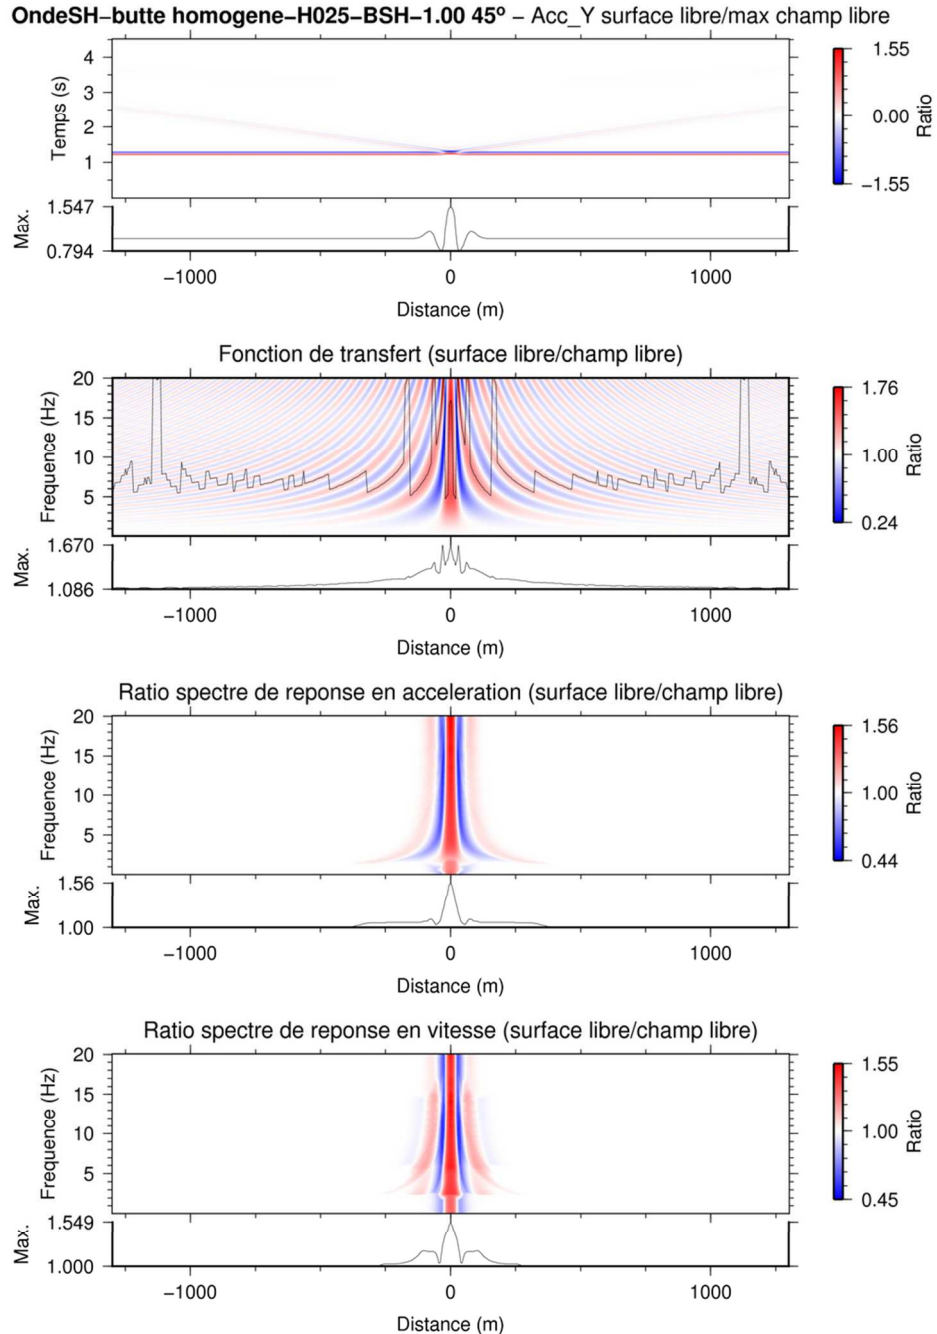 OndeSH−butte homogene−H025−BSH−1.00 45º − Acc_Y surface libre/max champ libre
4
3
2
1
Temps (s)
1.55
0.00
−1.55
Ratio
1.547
0.794
Max.
−1000 0 1000
Distance (m)
Fonction de transfert (surface libre/champ libre)
20
15
10
5
Frequence (Hz)
1.76
1.00
0.24
Ratio
1.670
1.086
Max.
−1000 0 1000
Distance (m)
Ratio spectre de reponse en acceleration (surface libre/champ libre)
20
15
10
5
Frequence (Hz)
1.56
1.00
0.44
Ratio
1.56
1.00
Max.
−1000 0 1000
Distance (m)
Ratio spectre de reponse en vitesse (surface libre/champ libre)
20
15
10
5
Frequence (Hz)
1.55
1.00
0.45
Ratio
1.549
1.000
Max.
−1000 0 1000
Distance (m)